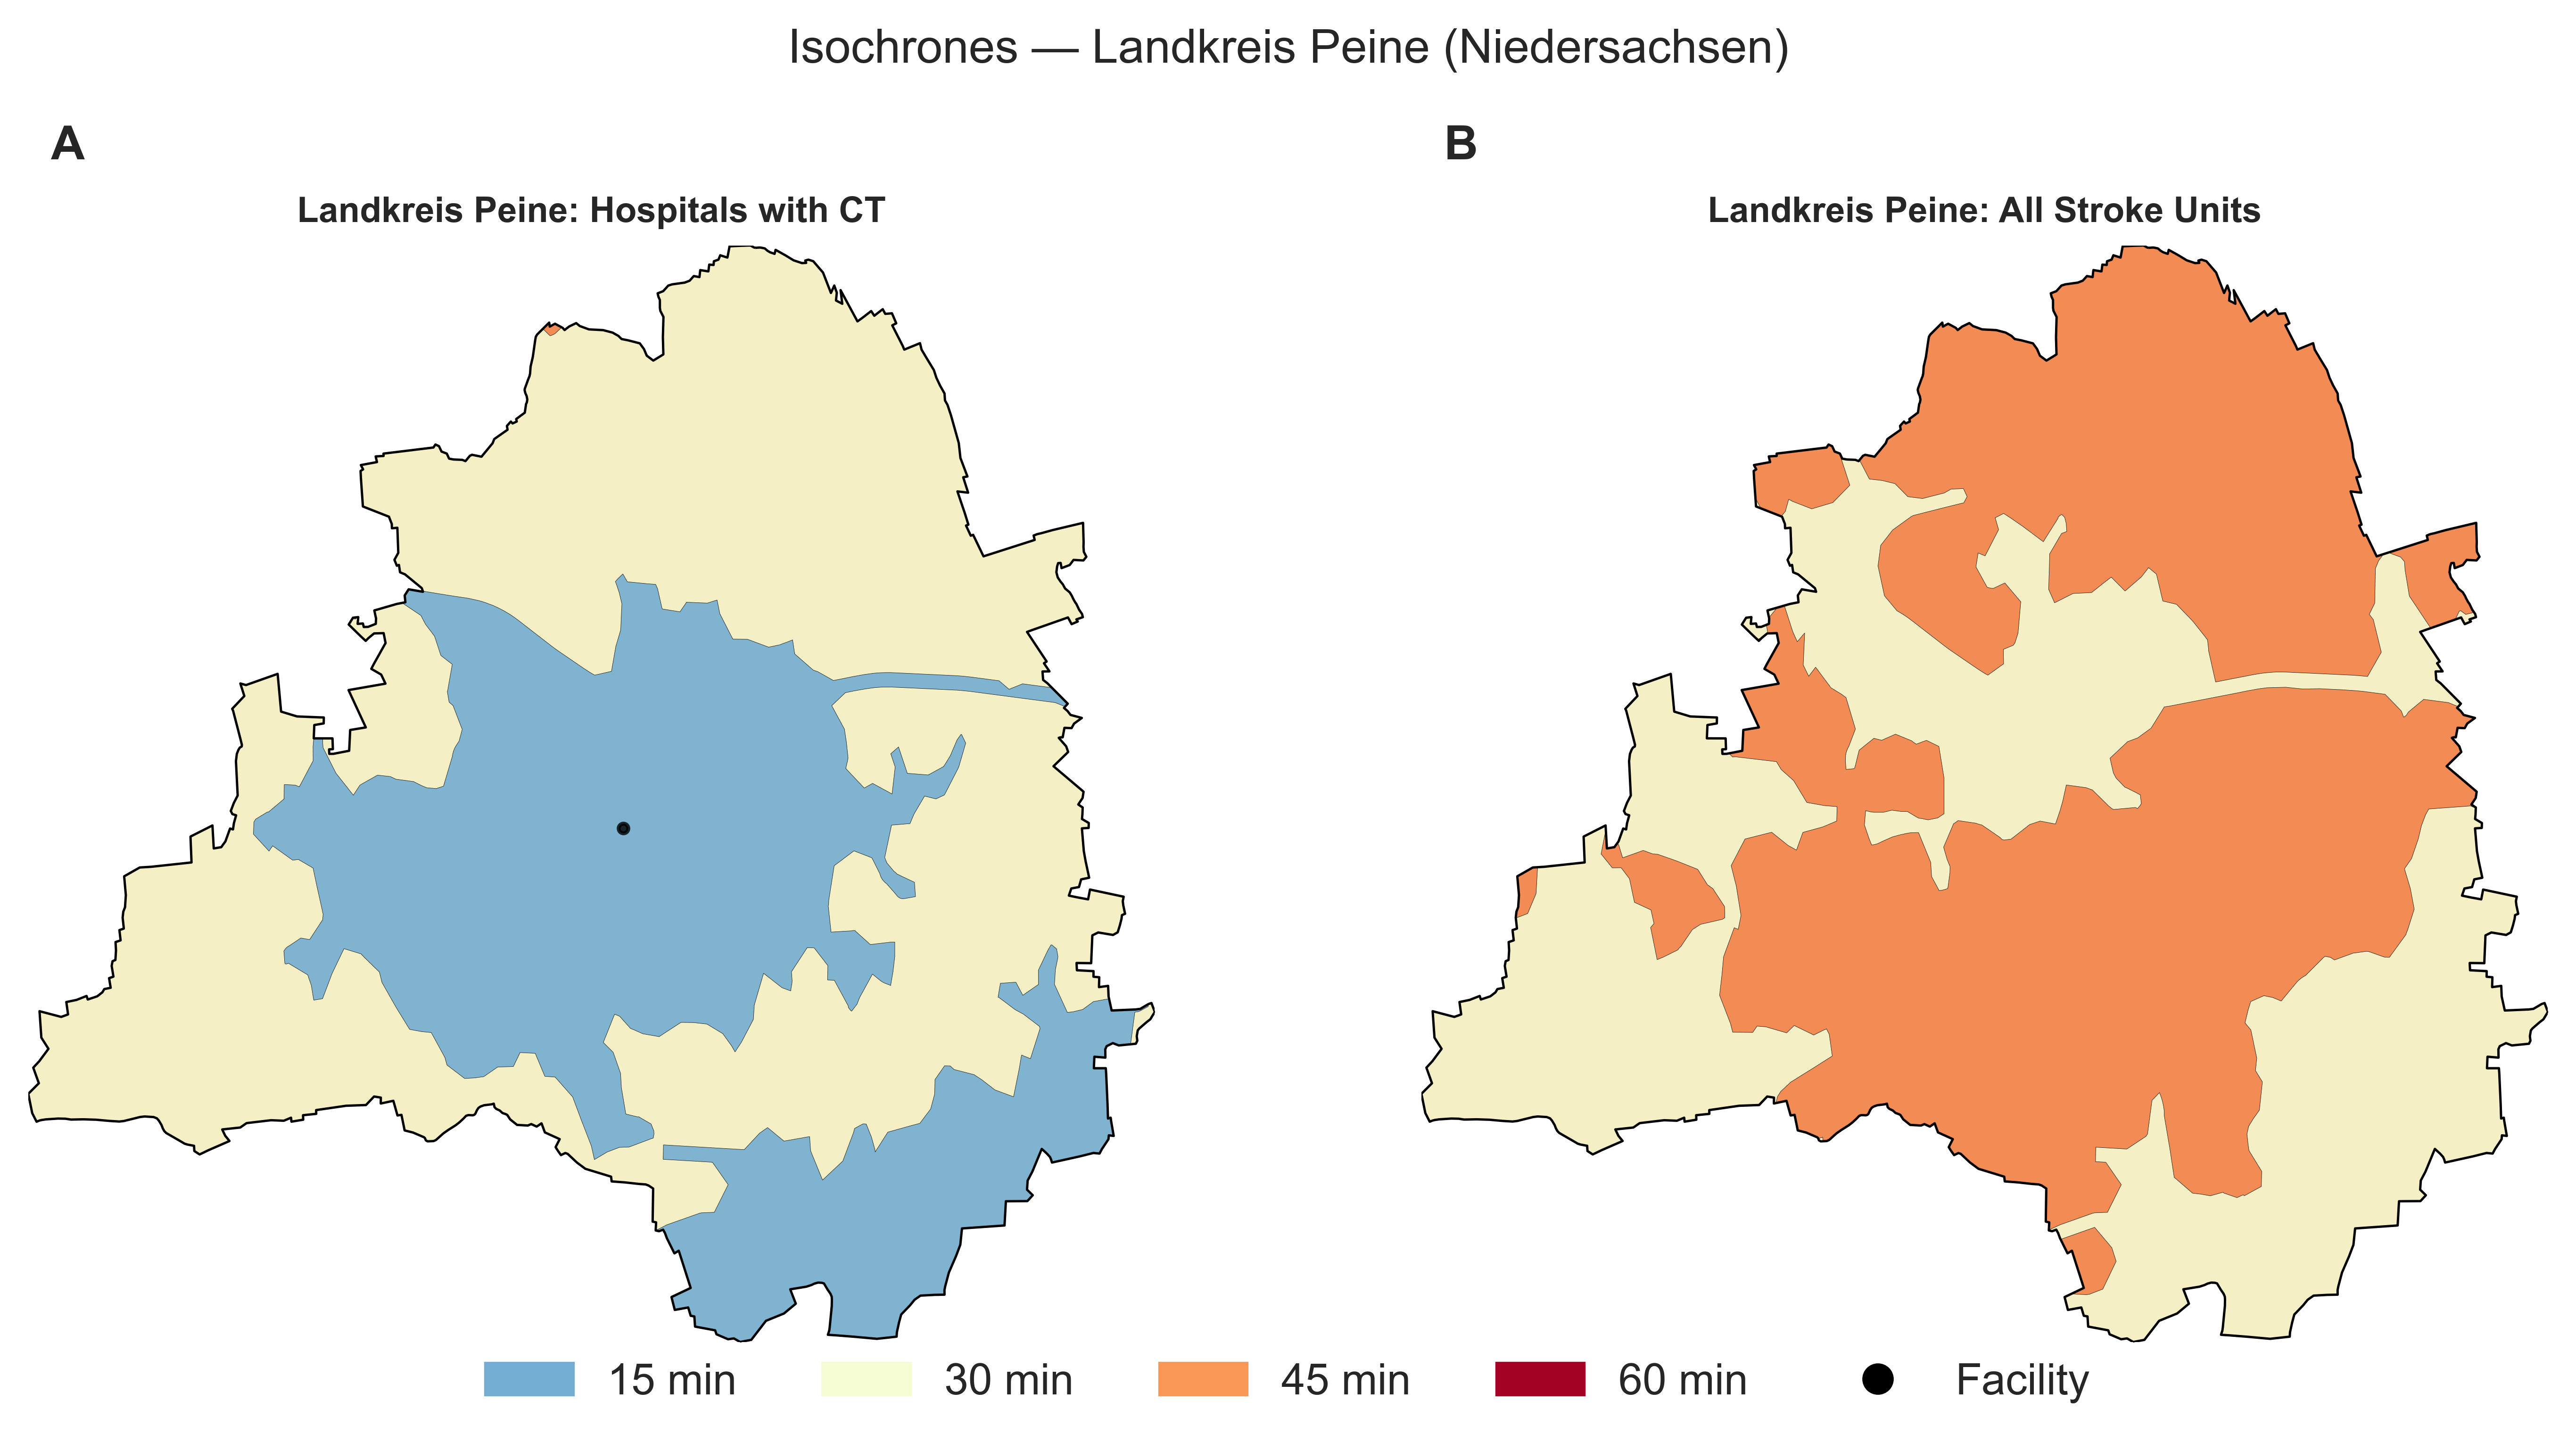 Isochrones — Landkreis Peine (Niedersachsen)
A
B
Landkreis Peine: Hospitals with CT
Landkreis Peine: All Stroke Units
15 min
30 min
45 min
60 min
Facility